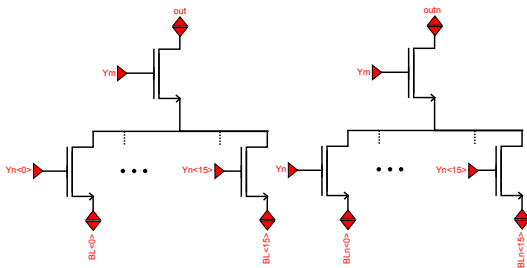 out
outn
Ym
Ym
Yn<0>
Yn<15>
Yn
Yn<15>
BL<0>
BL<15>
BLn<0>
BLn<15>